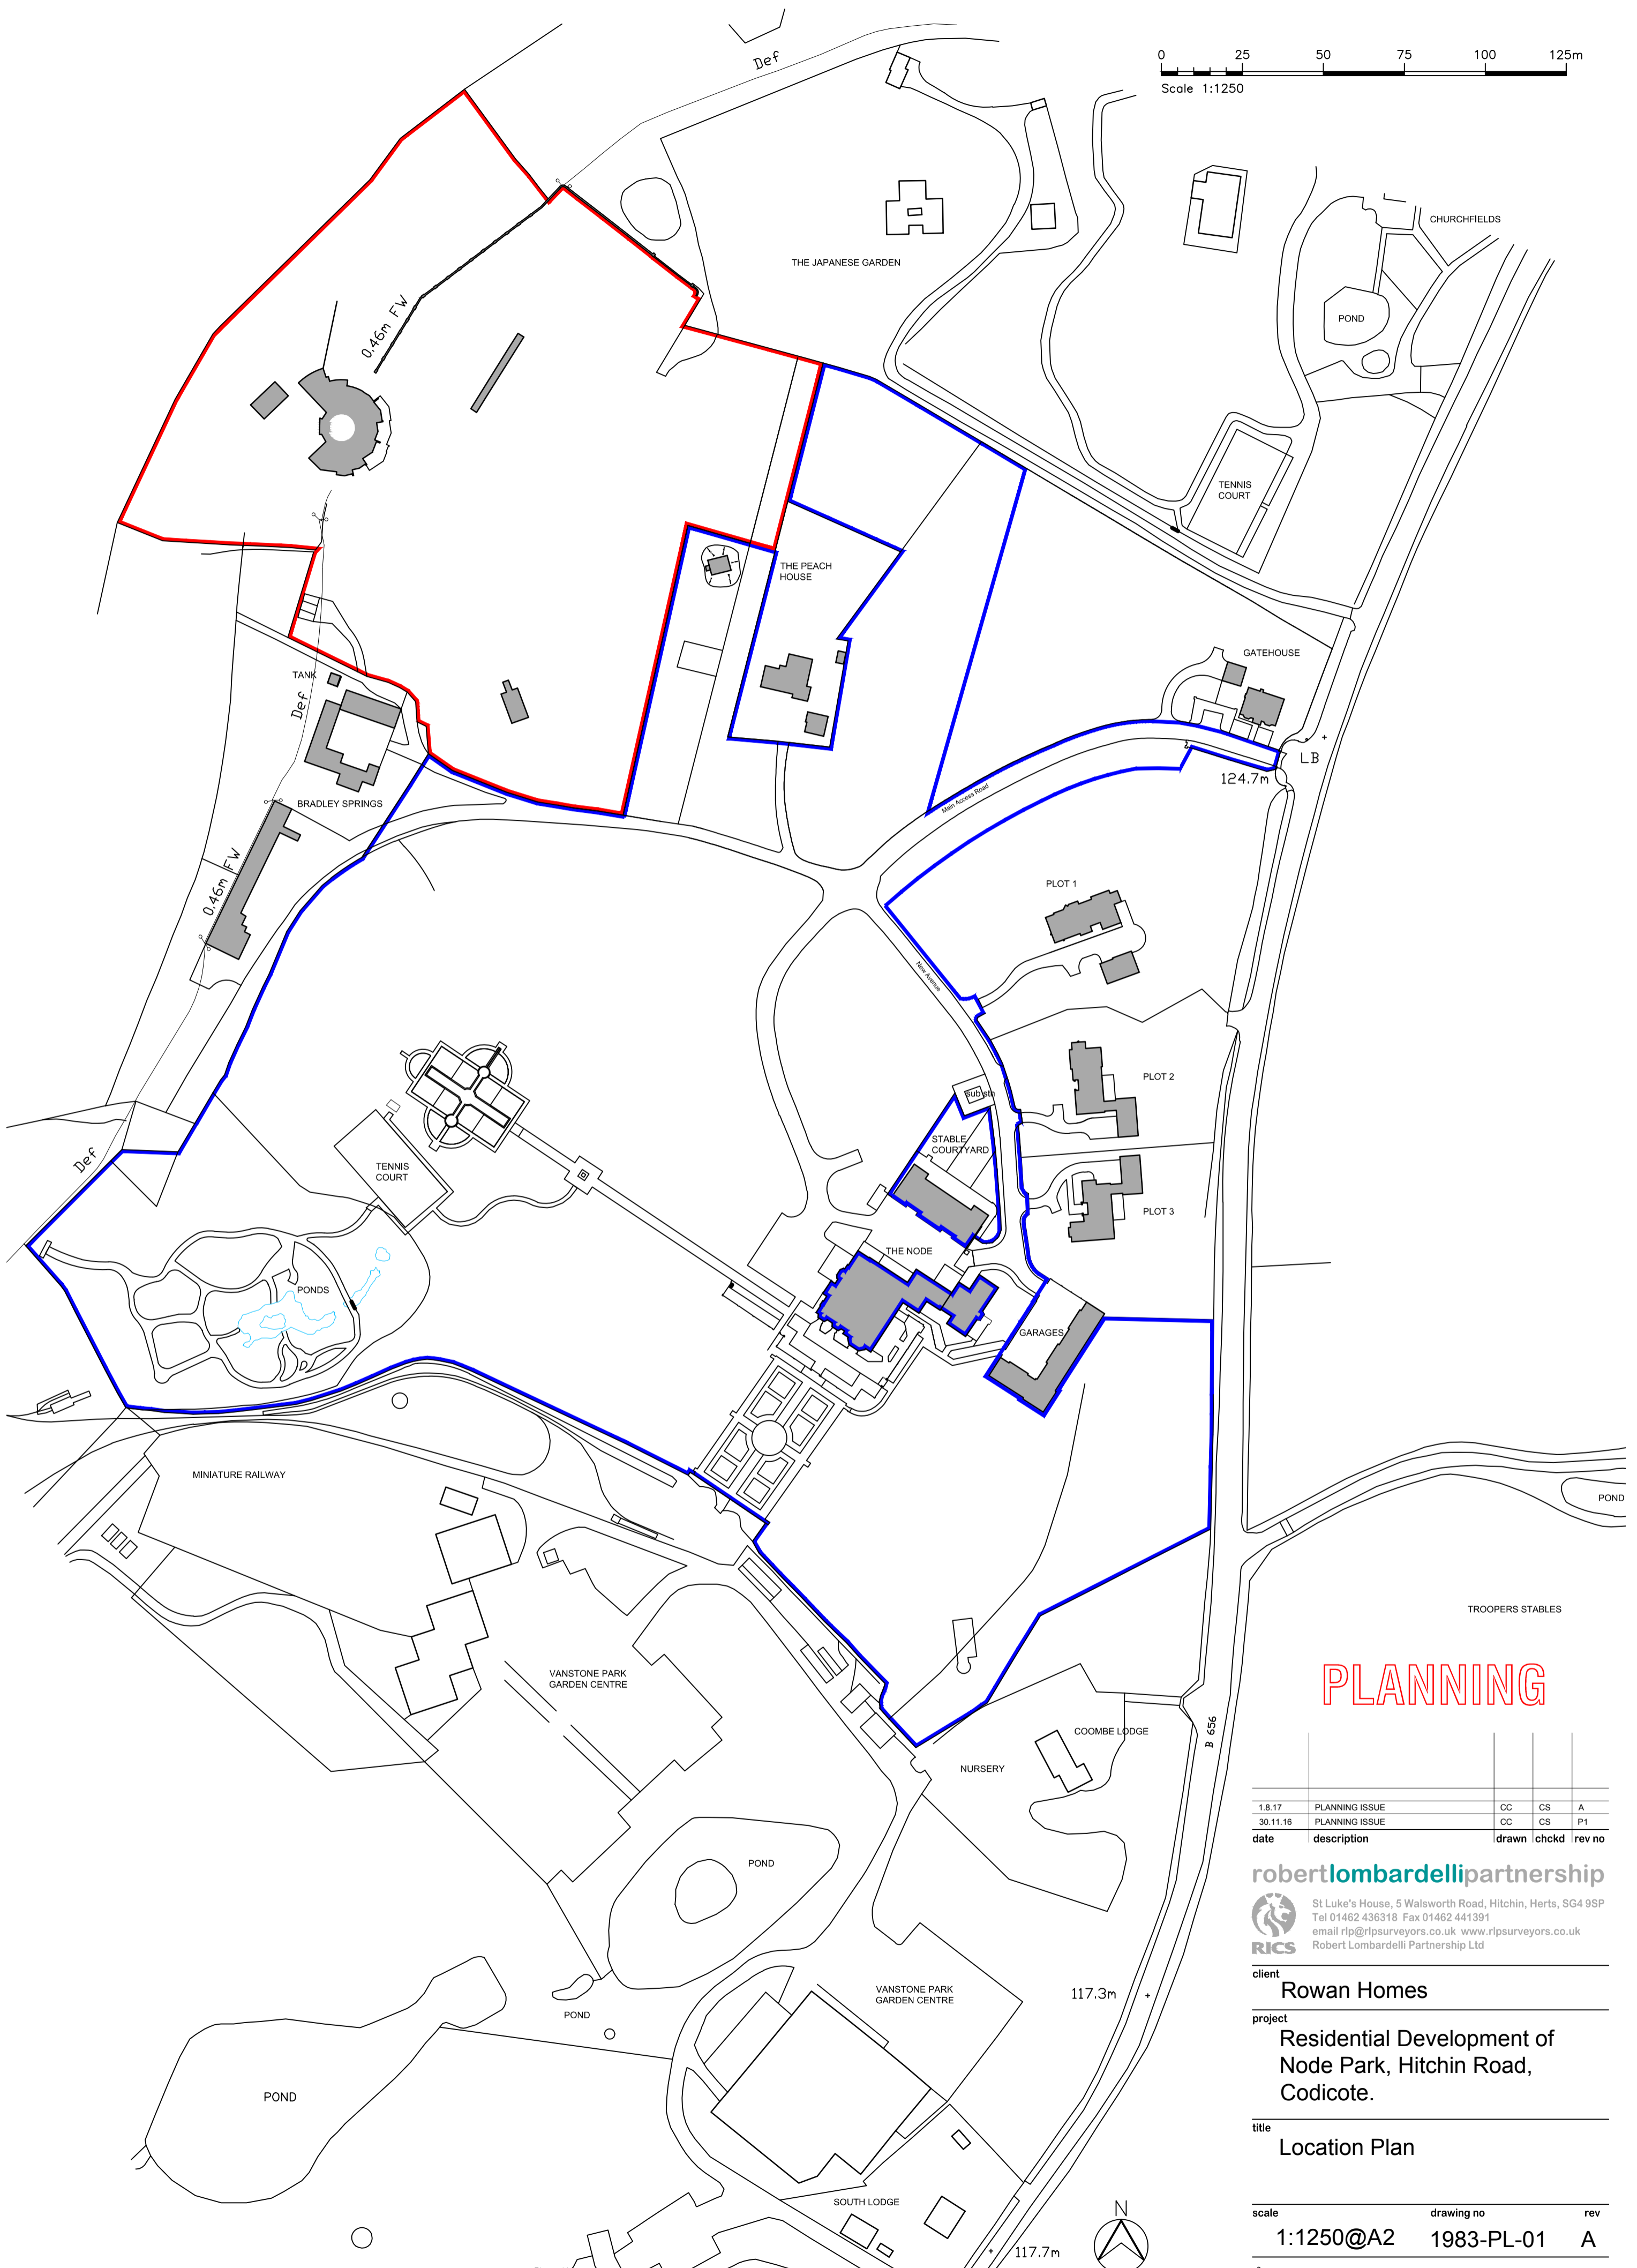 Def
0 25 50 75 100 125m
Scale 1:1250
CHURCHFIELDS
THE JAPANESE GARDEN
POND
0.46m FW
TENNIS
COURT
THE PEACH
HOUSE
GATEHOUSE
TANK
Def
LB
124.7m
Main Access Road
BRADLEY SPRINGS
0.46m FW
PLOT 1
New Avenue
PLOT 2
sub stn
STABLE
COURTYARD
Def
TENNIS
COURT
PLOT 3
THE NODE
PONDS
GARAGES
MINIATURE RAILWAY
POND
TROOPERS STABLES
VANSTONE PARK
GARDEN CENTRE
PLANNING
COOMBE LODGE
B 656
NURSERY
1.8.17 PLANNING ISSUE CC CS A
30.11.16 PLANNING ISSUE CC CS P1
date description drawn chckd rev no
POND
robertlombardellipartnership
St Luke's House, 5 Walsworth Road, Hitchin, Herts, SG4 9SP
Tel 01462 436318 Fax 01462 441391
email rlp@rlpsurveyors.co.uk www.rlpsurveyors.co.uk
RICS
Robert Lombardelli Partnership Ltd
client
Rowan Homes
VANSTONE PARK
GARDEN CENTRE
117.3m
POND
project
Residential Development of
Node Park, Hitchin Road,
Codicote.
POND
title
Location Plan
SOUTH LODGE
N
117.7m
scale drawing no rev
1:1250@A2 1983-PL-01 A